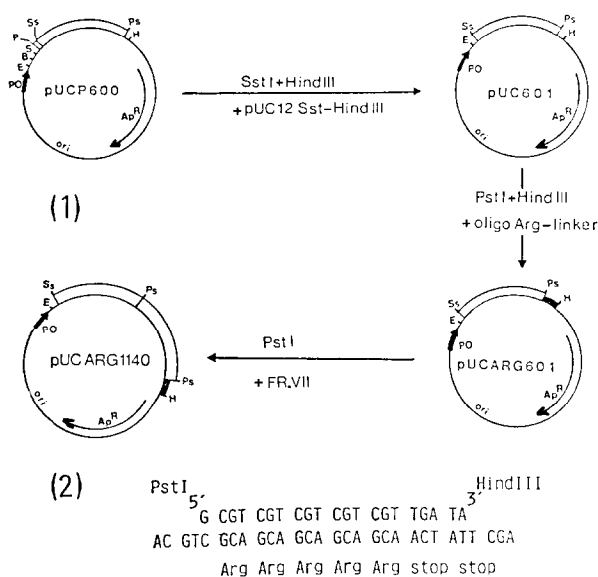 Ss
P
S
B
E
PO
Ps
H
pUCP600
ApR
ori
SstI+HindIII
+pUC12 Sst-HindIII
Ss
E
PO
Ps
H
pUC601
ApR
ori
(1)
PstI+HindIII
+oligo Arg-linker
Ss
E
PO
Ps
Ps
H
pUCARG1140
ApR
ori
PstI
+FR.VII
Ss
E
PO
Ps
H
pUCARG601
ApR
ori
(2)
PstI HindIII
5´ 3´
G CGT CGT CGT CGT CGT TGA TA
AC GTC GCA GCA GCA GCA GCA ACT ATT CGA
Arg Arg Arg Arg Arg stop stop